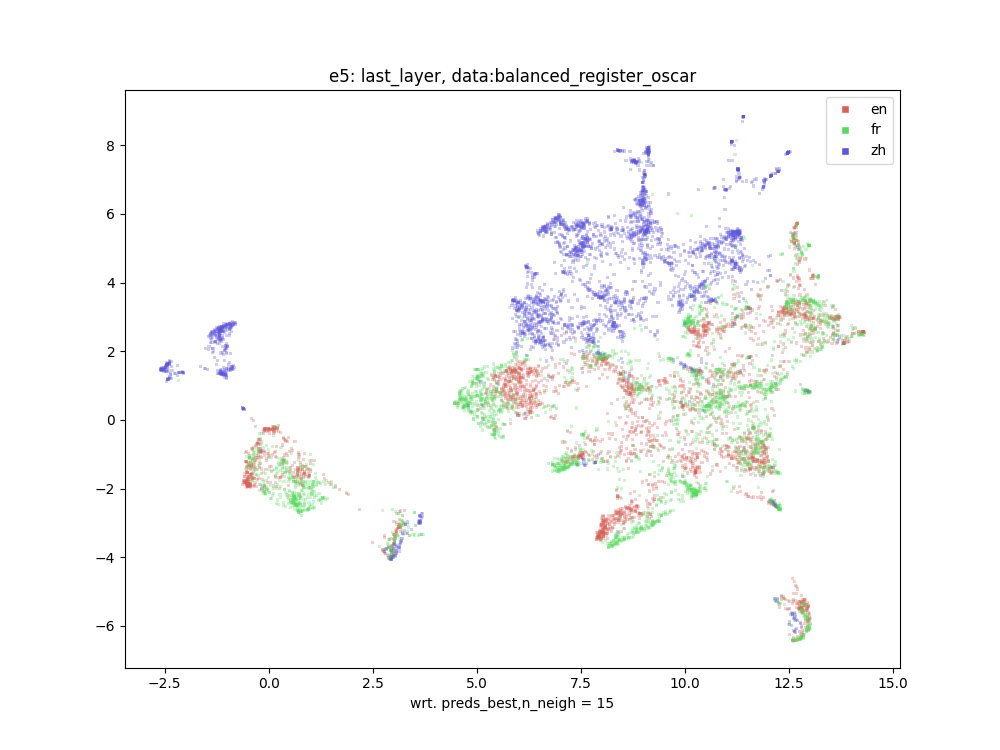 e5: last_layer, data:balanced_register_oscar
en
fr
zh
8
6
4
2
0
−2
−4
−6
−2.5 0.0 2.5 5.0 7.5 10.0 12.5 15.0
wrt. preds_best,n_neigh = 15